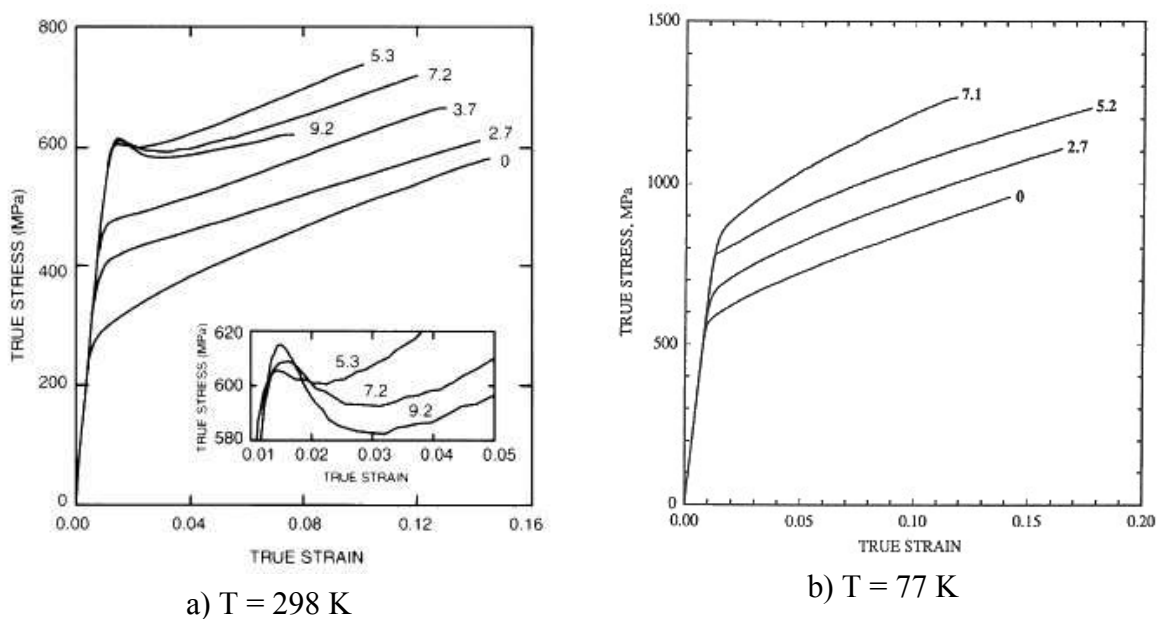 800
600
400
200
0
TRUE STRESS (MPa)
5.3
7.2
3.7
9.2
2.7
0
620
600
580
TRUE STRESS (MPa)
5.3
7.2
9.2
0.01 0.02 0.03 0.04 0.05
TRUE STRAIN
0.00 0.04 0.08 0.12 0.16
TRUE STRAIN
a) T = 298 K
1500
1000
500
0
TRUE STRESS, MPa
7.1
5.2
2.7
0
0.00 0.05 0.10 0.15 0.20
TRUE STRAIN
b) T = 77 K